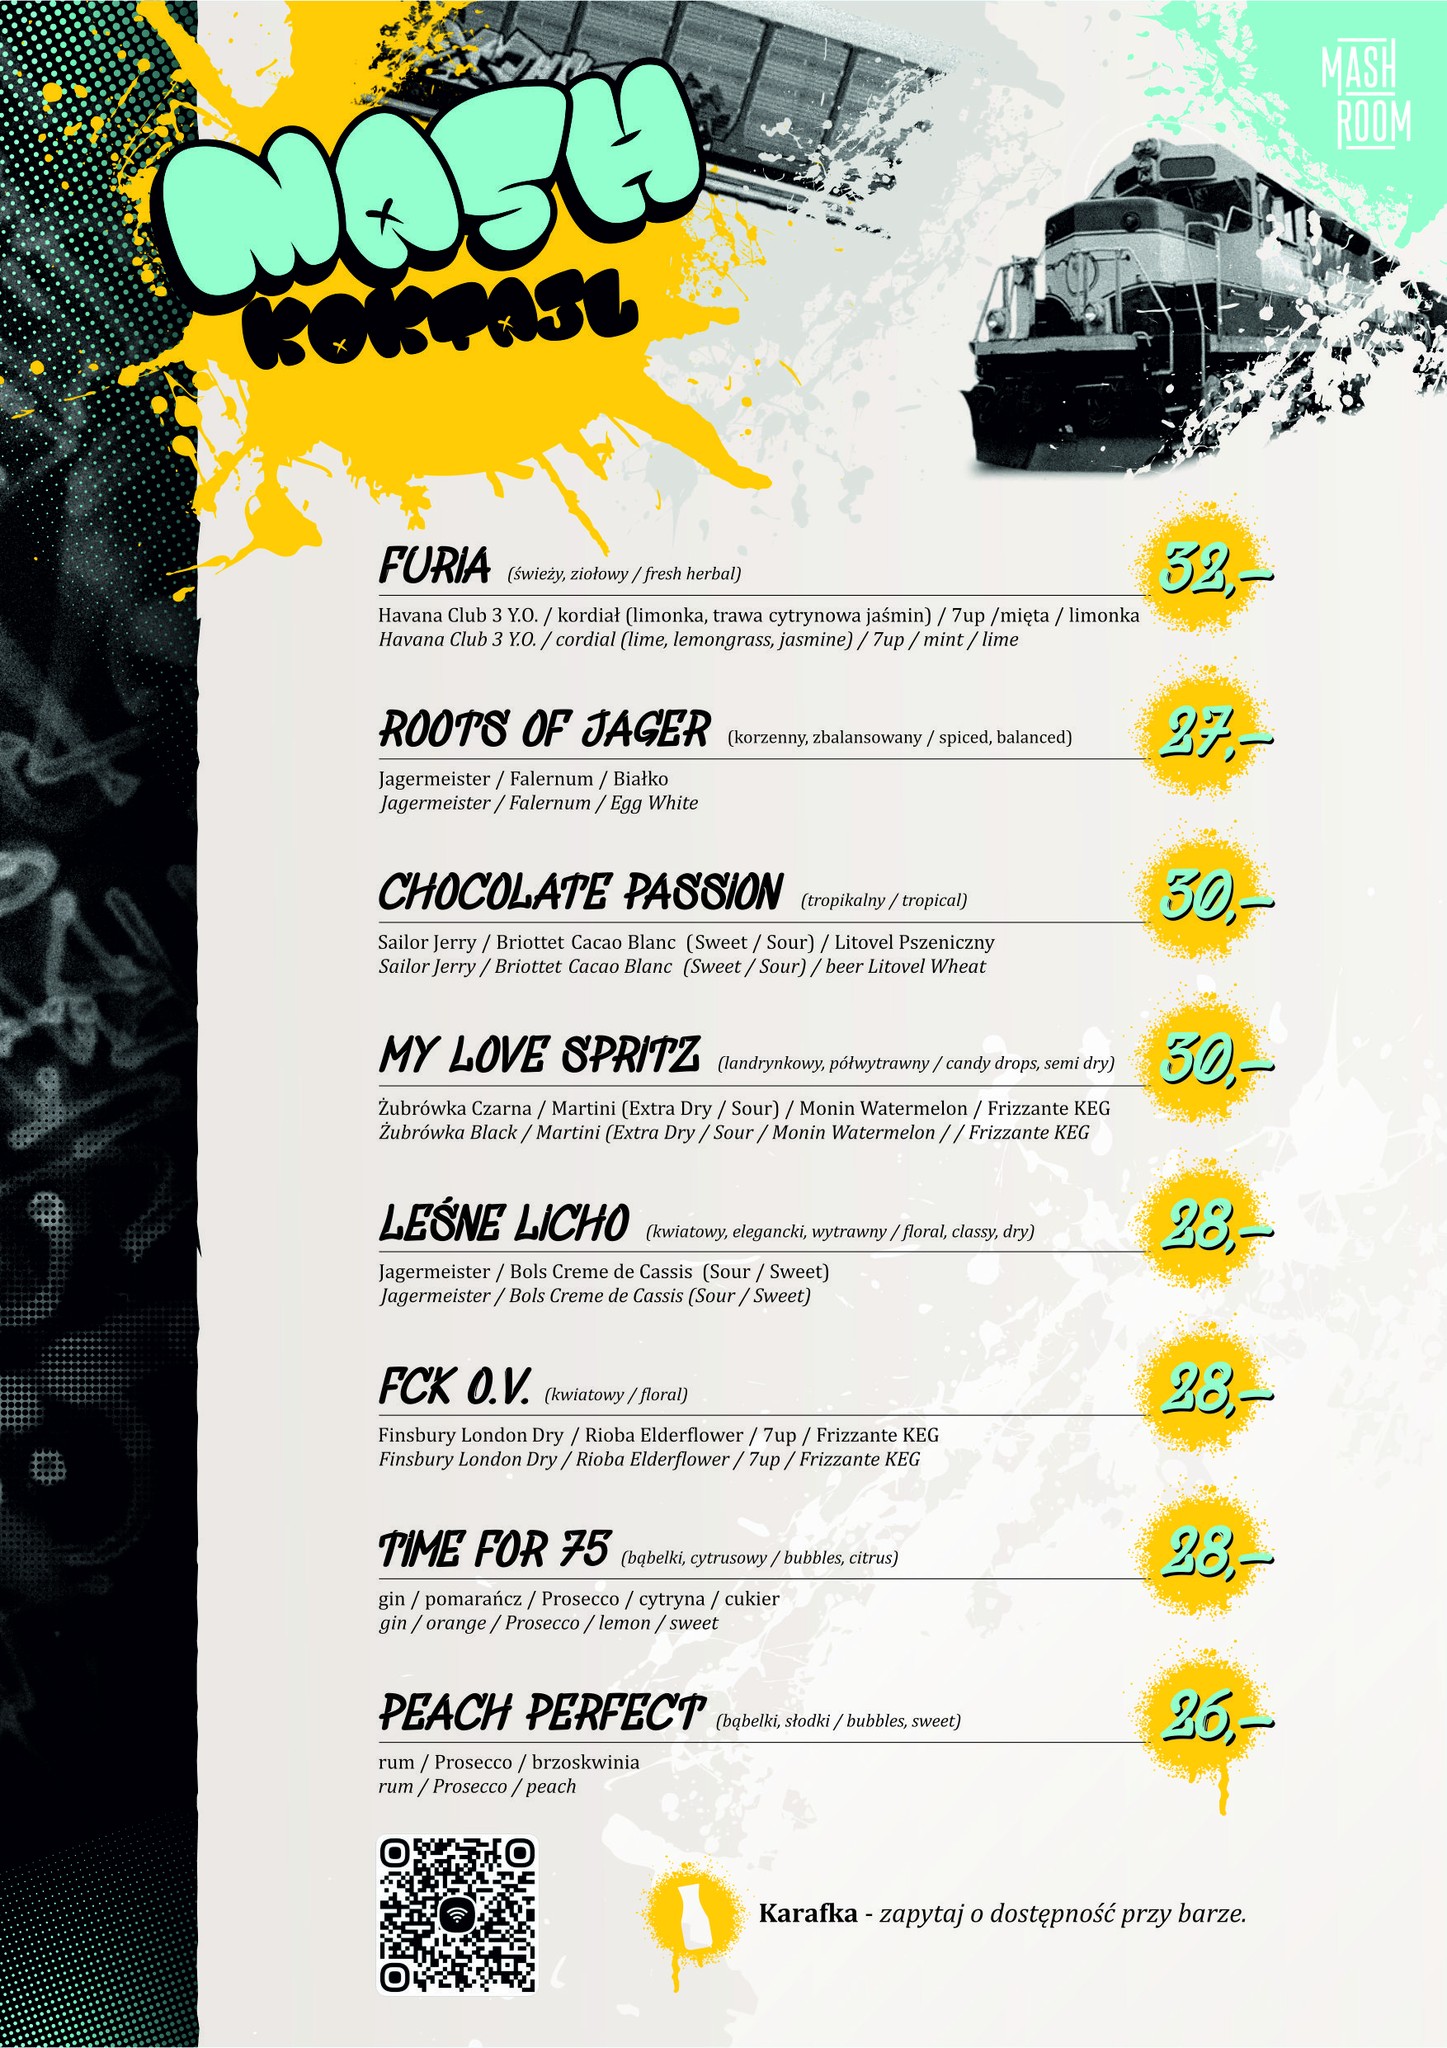 MASH
ROOM
MASH
KOKTAJL
FURIA (świeży, ziołowy / fresh herbal) 32,-
Havana Club 3 Y.O. / kordiał (limonka, trawa cytrynowa jaśmin) / 7up /mięta / limonka
Havana Club 3 Y.O. / cordial (lime, lemongrass, jasmine) / 7up / mint / lime
ROOTS OF JAGER (korzenny, zbalansowany / spiced, balanced) 27,-
Jagermeister / Falernum / Białko
Jagermeister / Falernum / Egg White
CHOCOLATE PASSION (tropikalny / tropical) 30,-
Sailor Jerry / Briottet Cacao Blanc (Sweet / Sour) / Litovel Pszeniczny
Sailor Jerry / Briottet Cacao Blanc (Sweet / Sour) / beer Litovel Wheat
MY LOVE SPRITZ (landrynkowy, półwytrawny / candy drops, semi dry) 30,-
Żubrówka Czarna / Martini (Extra Dry / Sour) / Monin Watermelon / Frizzante KEG
Żubrówka Black / Martini (Extra Dry / Sour / Monin Watermelon / / Frizzante KEG
LEŚNE LICHO (kwiatowy, elegancki, wytrawny / floral, classy, dry) 28,-
Jagermeister / Bols Creme de Cassis (Sour / Sweet)
Jagermeister / Bols Creme de Cassis (Sour / Sweet)
FCK O.V. (kwiatowy / floral) 28,-
Finsbury London Dry / Rioba Elderflower / 7up / Frizzante KEG
Finsbury London Dry / Rioba Elderflower / 7up / Frizzante KEG
TIME FOR 75 (bąbelki, cytrusowy / bubbles, citrus) 28,-
gin / pomarańcz / Prosecco / cytryna / cukier
gin / orange / Prosecco / lemon / sweet
PEACH PERFECT (bąbelki, słodki / bubbles, sweet) 26,-
rum / Prosecco / brzoskwinia
rum / Prosecco / peach
Karafka - zapytaj o dostępność przy barze.